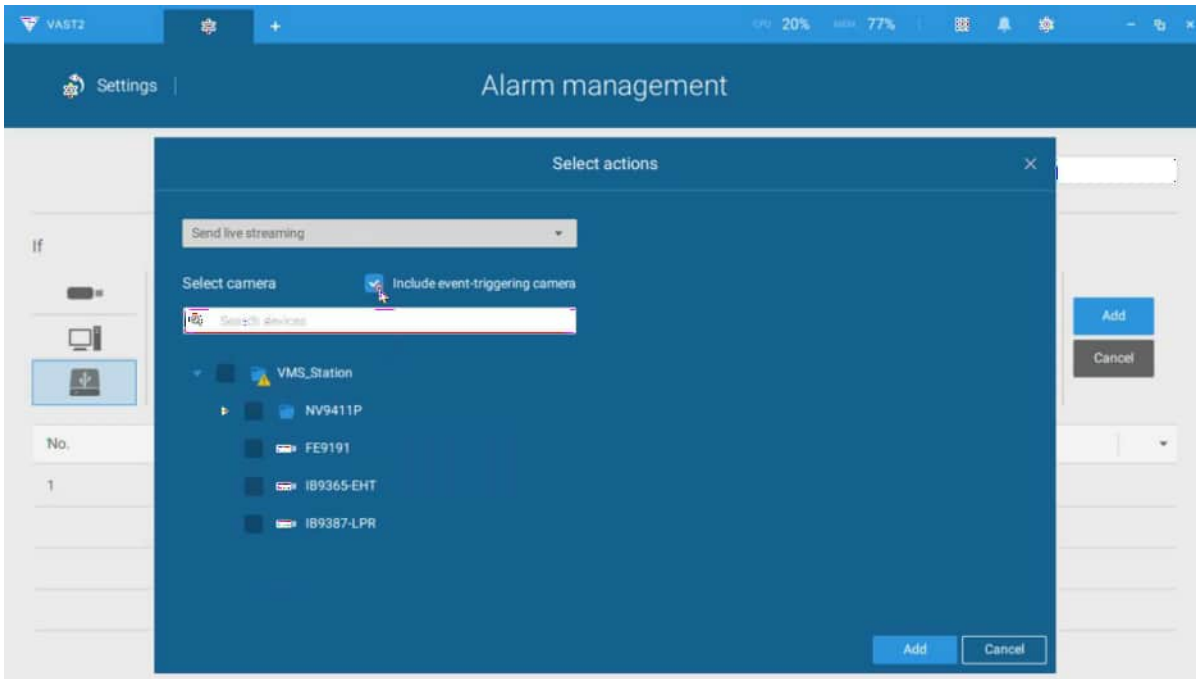 VAST2
CPU 20% MEM 77%
Settings
Alarm management
Select actions
Send live streaming
If
Select camera
Include event-triggering camera
Search devices
Add
Cancel
VMS_Station
NV9411P
No.
FE9191
1
IB9365-EHT
IB9387-LPR
Add
Cancel